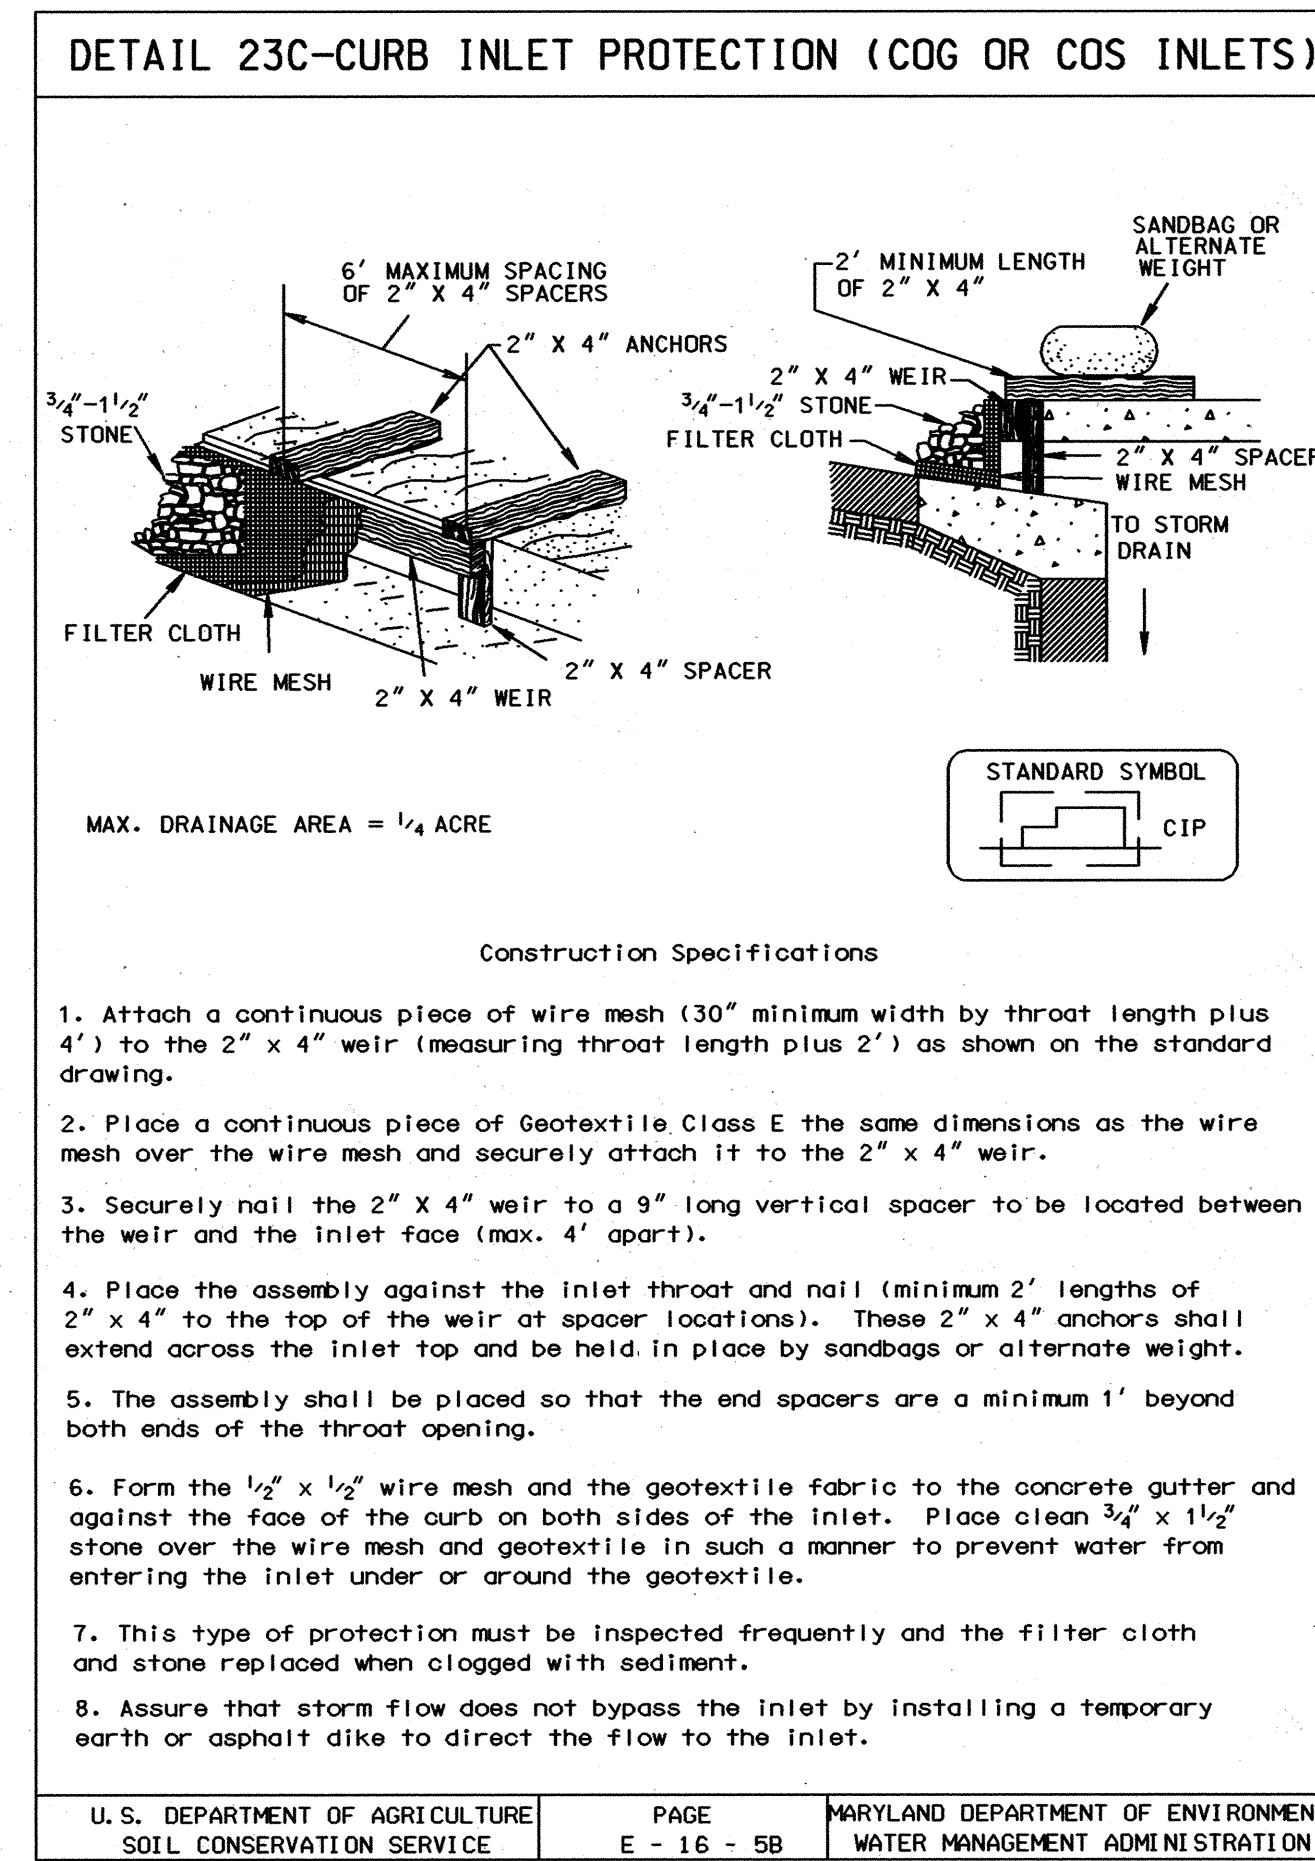 DETAIL 23C-CURB INLET PROTECTION (COG OR COS INLETS)
6' MAXIMUM SPACING
OF 2" X 4" SPACERS
2" X 4" ANCHORS
3/4"-1 1/2"
STONE
FILTER CLOTH
WIRE MESH
2" X 4" WEIR
2" X 4" SPACER
2' MINIMUM LENGTH
OF 2" X 4"
SANDBAG OR
ALTERNATE
WEIGHT
2" X 4" WEIR
3/4"-1 1/2" STONE
FILTER CLOTH
2" X 4" SPACER
WIRE MESH
TO STORM
DRAIN
MAX. DRAINAGE AREA = 1/4 ACRE
STANDARD SYMBOL
CIP
Construction Specifications
1. Attach a continuous piece of wire mesh (30" minimum width by throat length plus
4') to the 2" x 4" weir (measuring throat length plus 2') as shown on the standard
drawing.
2. Place a continuous piece of Geotextile Class E the same dimensions as the wire
mesh over the wire mesh and securely attach it to the 2" x 4" weir.
3. Securely nail the 2" X 4" weir to a 9" long vertical spacer to be located between
the weir and the inlet face (max. 4' apart).
4. Place the assembly against the inlet throat and nail (minimum 2' lengths of
2" x 4" to the top of the weir at spacer locations). These 2" x 4" anchors shall
extend across the inlet top and be held in place by sandbags or alternate weight.
5. The assembly shall be placed so that the end spacers are a minimum 1' beyond
both ends of the throat opening.
6. Form the 1/2" x 1/2" wire mesh and the geotextile fabric to the concrete gutter and
against the face of the curb on both sides of the inlet. Place clean 3/4" x 1 1/2"
stone over the wire mesh and geotextile in such a manner to prevent water from
entering the inlet under or around the geotextile.
7. This type of protection must be inspected frequently and the filter cloth
and stone replaced when clogged with sediment.
8. Assure that storm flow does not bypass the inlet by installing a temporary
earth or asphalt dike to direct the flow to the inlet.
U.S. DEPARTMENT OF AGRICULTURE
SOIL CONSERVATION SERVICE
PAGE
E - 16 - 5B
MARYLAND DEPARTMENT OF ENVIRONMEN
WATER MANAGEMENT ADMINISTRATION